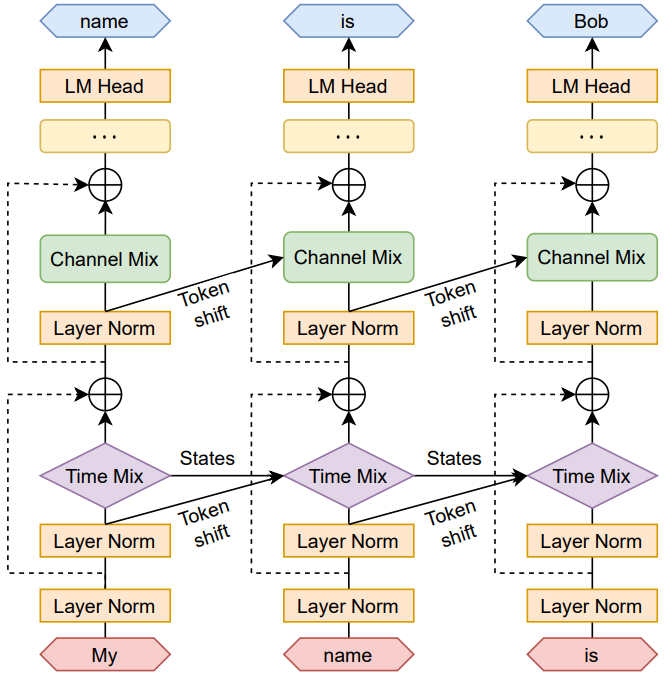 name is Bob
LM Head LM Head LM Head
... ... ...
Channel Mix Channel Mix Channel Mix
Token shift Token shift
Layer Norm Layer Norm Layer Norm
States States
Time Mix Time Mix Time Mix
Token shift Token shift
Layer Norm Layer Norm Layer Norm
Layer Norm Layer Norm Layer Norm
My name is